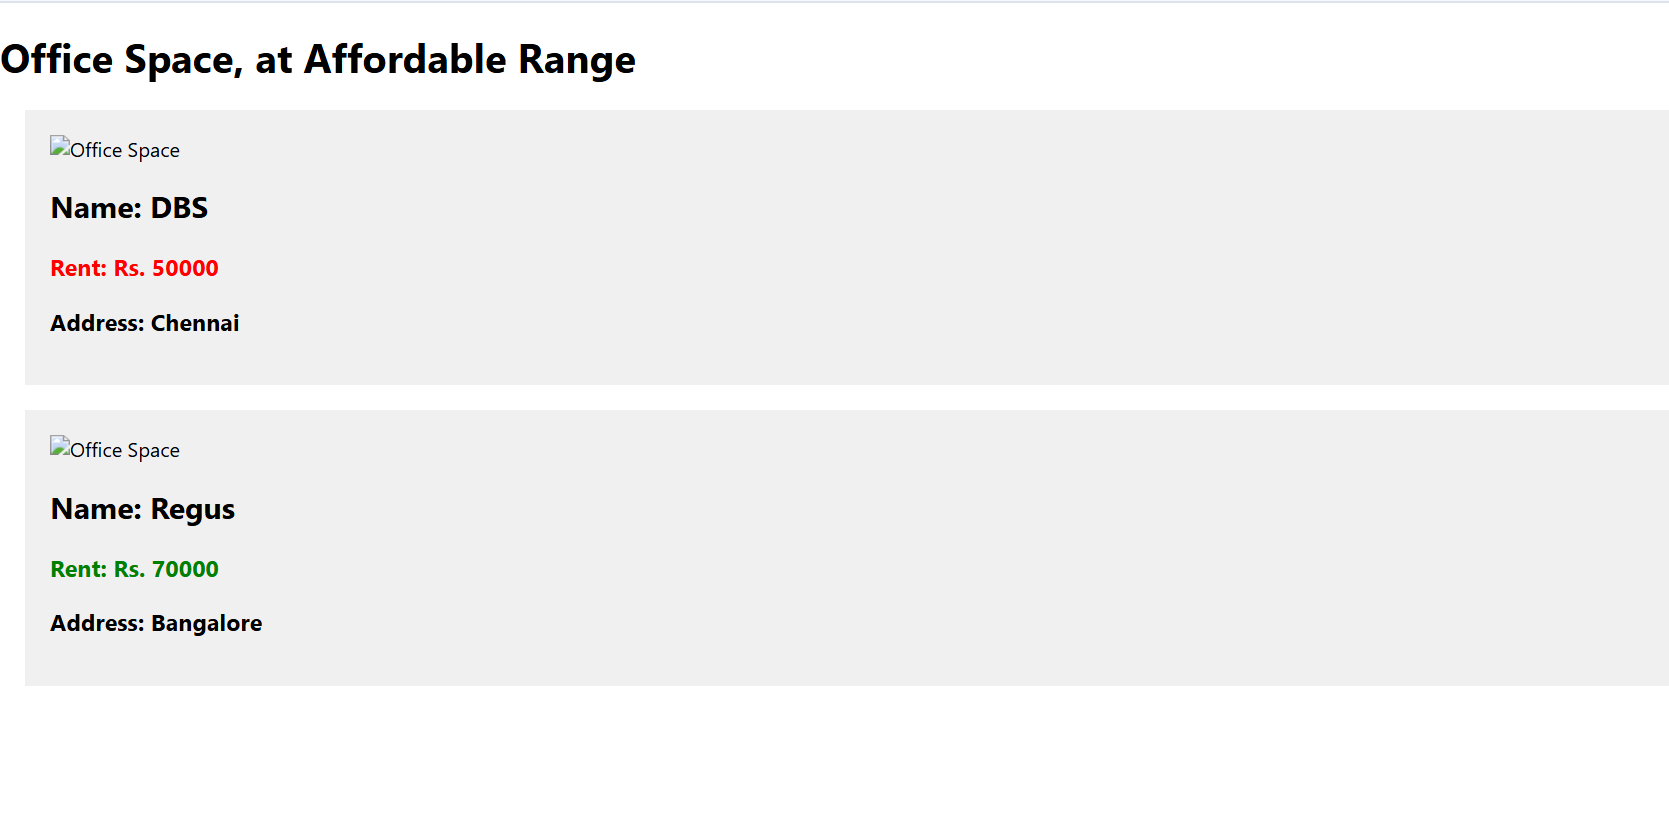 Office Space, at Affordable Range
Office Space
Name: DBS
Rent: Rs. 50000
Address: Chennai
Office Space
Name: Regus
Rent: Rs. 70000
Address: Bangalore